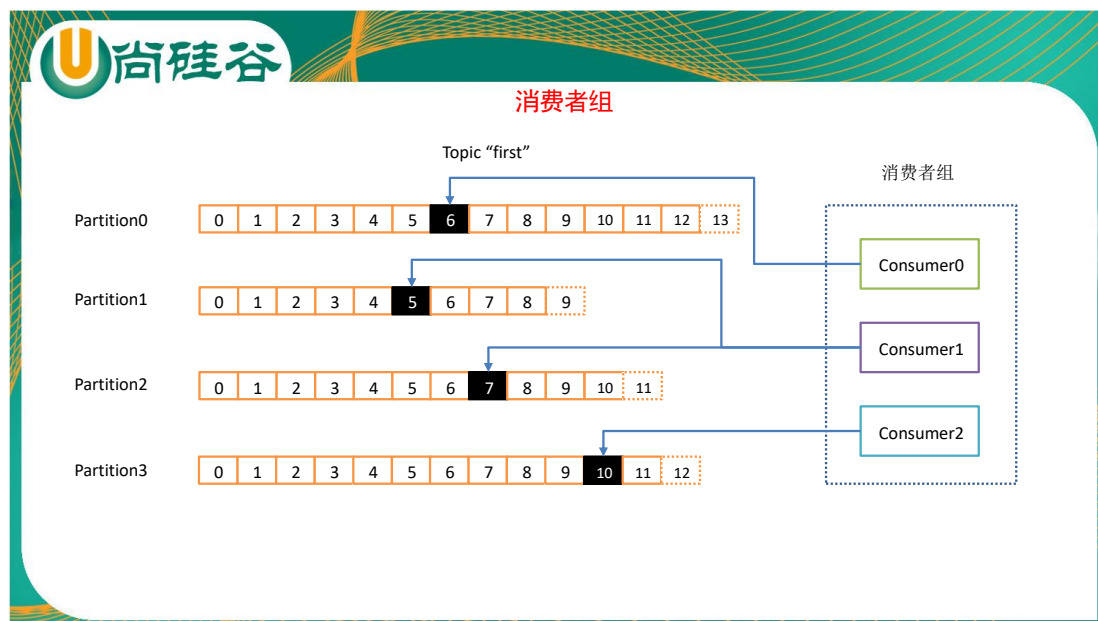 尚硅谷
消费者组
Topic “first”
消费者组
Partition0 0 1 2 3 4 5 6 7 8 9 10 11 12 13
Consumer0
Partition1 0 1 2 3 4 5 6 7 8 9
Consumer1
Partition2 0 1 2 3 4 5 6 7 8 9 10 11
Consumer2
Partition3 0 1 2 3 4 5 6 7 8 9 10 11 12